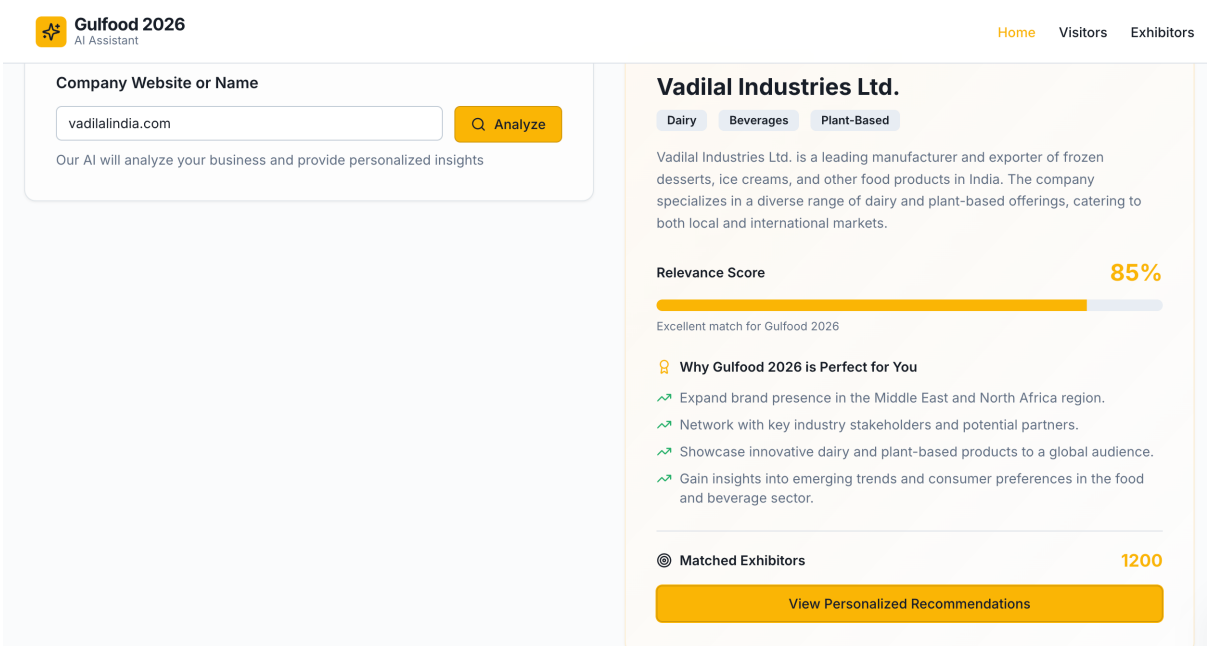 Gulfood 2026
AI Assistant
Home
Visitors
Exhibitors
Company Website or Name
vadilalindia.com
Analyze
Our AI will analyze your business and provide personalized insights
Vadilal Industries Ltd.
Dairy
Beverages
Plant-Based
Vadilal Industries Ltd. is a leading manufacturer and exporter of frozen
desserts, ice creams, and other food products in India. The company
specializes in a diverse range of dairy and plant-based offerings, catering to
both local and international markets.
Relevance Score
85%
Excellent match for Gulfood 2026
Why Gulfood 2026 is Perfect for You
Expand brand presence in the Middle East and North Africa region.
Network with key industry stakeholders and potential partners.
Showcase innovative dairy and plant-based products to a global audience.
Gain insights into emerging trends and consumer preferences in the food
and beverage sector.
Matched Exhibitors
1200
View Personalized Recommendations